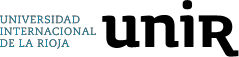 UNIVERSIDAD
INTERNACIONAL
DE LA RIOJA
uniR